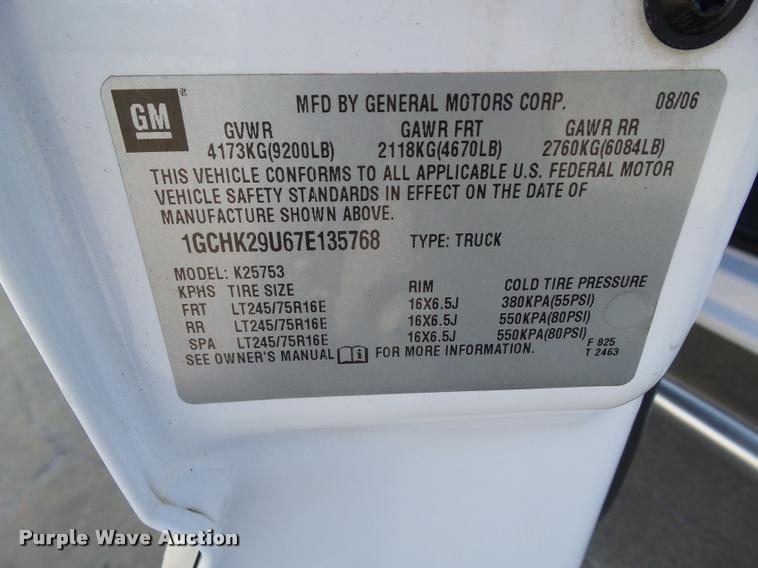 GM
MFD BY GENERAL MOTORS CORP. 08/06
GVWR GAWR FRT GAWR RR
4173KG(9200LB) 2118KG(4670LB) 2760KG(6084LB)
THIS VEHICLE CONFORMS TO ALL APPLICABLE U.S. FEDERAL MOTOR
VEHICLE SAFETY STANDARDS IN EFFECT ON THE DATE OF
MANUFACTURE SHOWN ABOVE.
1GCHK29U67E135768 TYPE: TRUCK
MODEL: K25753
KPHS TIRE SIZE RIM COLD TIRE PRESSURE
FRT LT245/75R16E 16X6.5J 380KPA(55PSI)
RR LT245/75R16E 16X6.5J 550KPA(80PSI)
SPA LT245/75R16E 16X6.5J 550KPA(80PSI)
SEE OWNER'S MANUAL FOR MORE INFORMATION.
F 825
T 2463
Purple Wave Auction